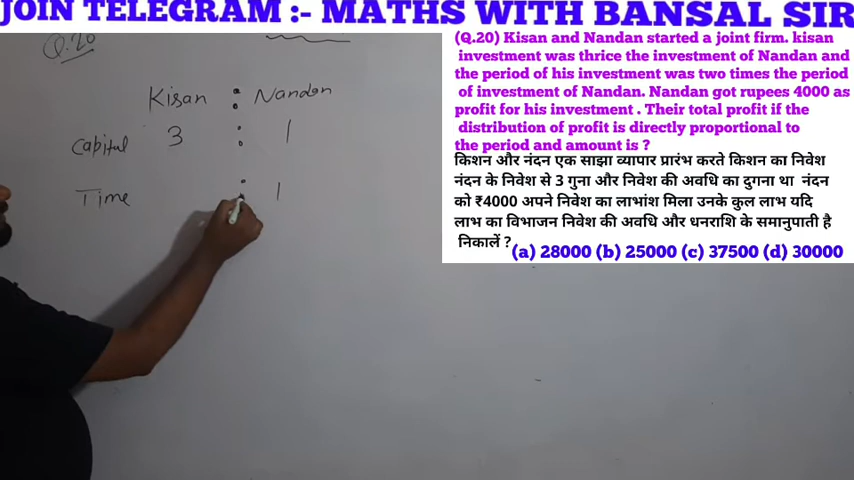 JOIN TELEGRAM :- MATHS WITH BANSAL SIR
Q.20
(Q.20) Kisan and Nandan started a joint firm. kisan
investment was thrice the investment of Nandan and
the period of his investment was two times the period
of investment of Nandan. Nandan got rupees 4000 as
profit for his investment . Their total profit if the
distribution of profit is directly proportional to
the period and amount is ?
किशन और नंदन एक साझा व्यापार प्रारंभ करते किशन का निवेश
नंदन के निवेश से 3 गुना और निवेश की अवधि का दुगना था नंदन
को ₹4000 अपने निवेश का लाभांश मिला उनके कुल लाभ यदि
लाभ का विभाजन निवेश की अवधि और धनराशि के समानुपाती है
निकालें ?
(a) 28000 (b) 25000 (c) 37500 (d) 30000
Kisan : Nandan
Capital 3 : 1
Time : 1